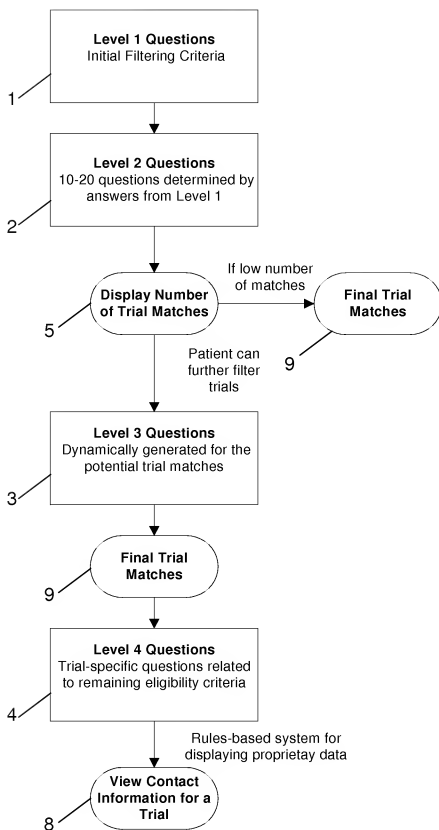 Level 1 Questions
Initial Filtering Criteria
1
Level 2 Questions
10-20 questions determined by
answers from Level 1
2
If low number
of matches
Display Number
of Trial Matches
5
Final Trial
Matches
9
Patient can
further filter
trials
Level 3 Questions
Dynamically generated for the
potential trial matches
3
Final Trial
Matches
9
Level 4 Questions
Trial-specific questions related
to remaining eligibility criteria
4
Rules-based system for
displaying proprietay data
View Contact
Information for a
Trial
8